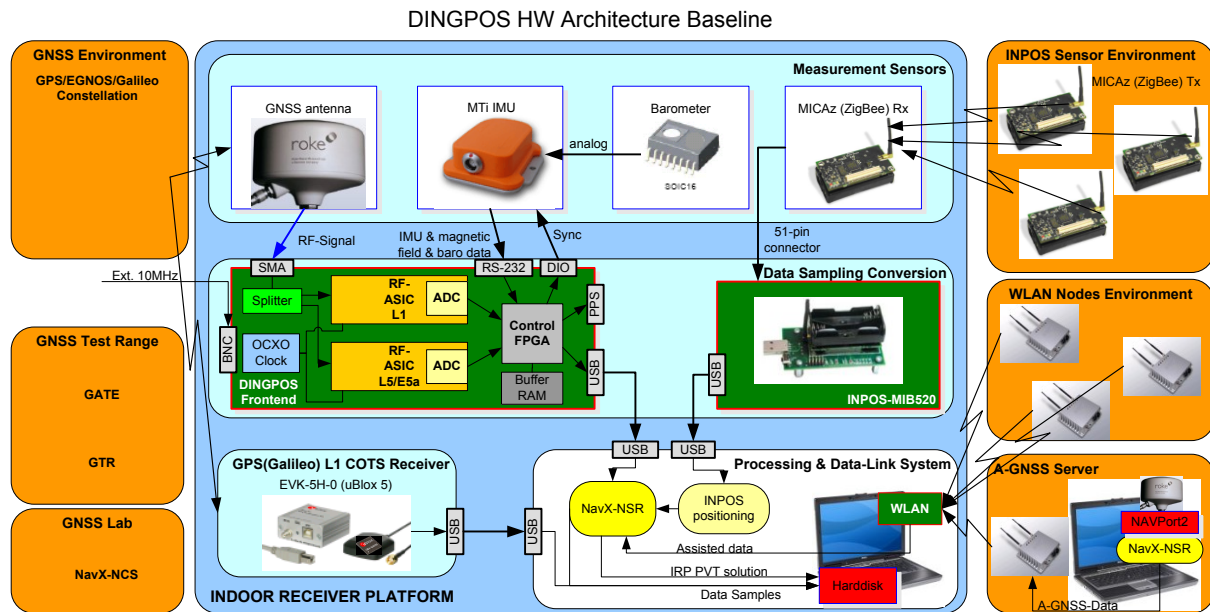 DINGPOS HW Architecture Baseline
GNSS Environment
GPS/EGNOS/Galileo
Constellation
GNSS Test Range
GATE
GTR
GNSS Lab
NavX-NCS
Ext. 10MHz
Measurement Sensors
GNSS antenna
roke
MTi IMU
Barometer
SOIC16
MICAz (ZigBee) Rx
analog
RF-Signal
IMU & magnetic
field & baro data
Sync
51-pin
connector
Data Sampling Conversion
SMA
RS-232
DIO
Splitter
RF-
ASIC
L1
ADC
OCXO
Clock
RF-
ASIC
L5/E5a
ADC
Control
FPGA
Buffer
RAM
BNC
PPS
USB
DINGPOS
Frontend
USB
INPOS-MIB520
GPS(Galileo) L1 COTS Receiver
EVK-5H-0 (uBlox 5)
USB
USB
USB
USB
Processing & Data-Link System
NavX-NSR
INPOS
positioning
WLAN
Assisted data
IRP PVT solution
Data Samples
Harddisk
INDOOR RECEIVER PLATFORM
INPOS Sensor Environment
MICAz (ZigBee) Tx
WLAN Nodes Environment
A-GNSS Server
roke
NAVPort2
NavX-NSR
A-GNSS-Data